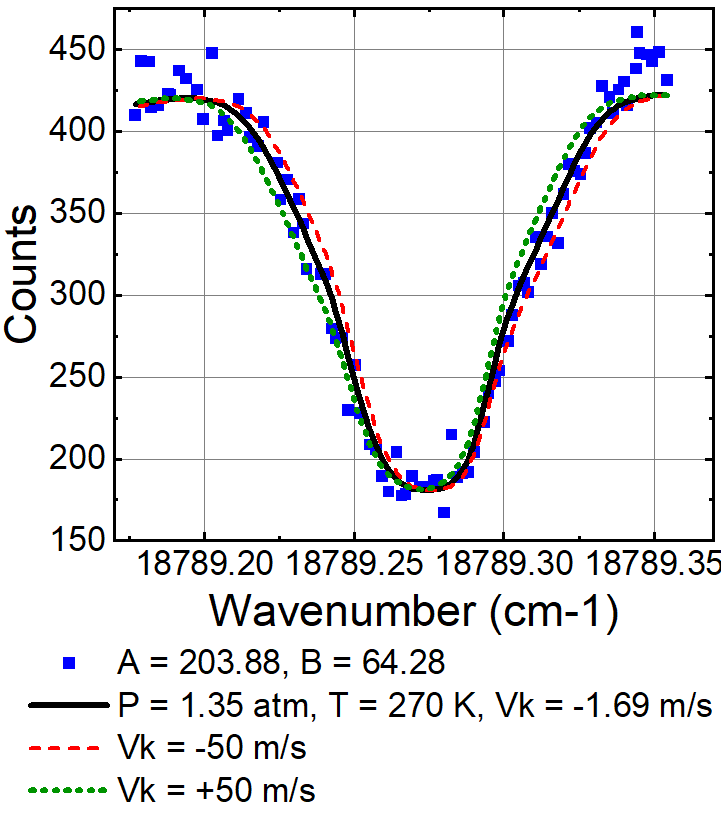 450
400
350
300
250
200
150
Counts
18789.20 18789.25 18789.30 18789.35
Wavenumber (cm-1)
A = 203.88, B = 64.28
P = 1.35 atm, T = 270 K, Vk = -1.69 m/s
Vk = -50 m/s
Vk = +50 m/s